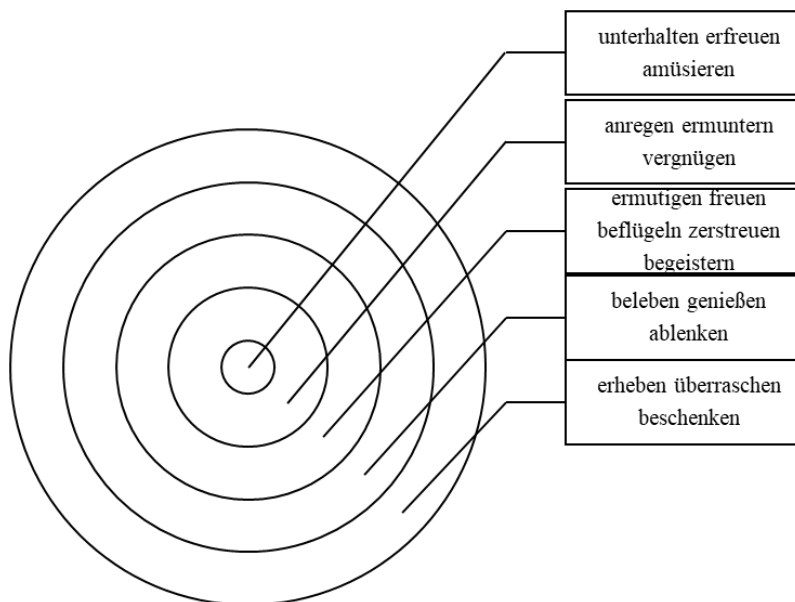 unterhalten erfreuen
amüsieren
anregen ermuntern
vergnügen
ermutigen freuen
beflügeln zerstreuen
begeistern
beleben genießen
ablenken
erheben überraschen
beschenken